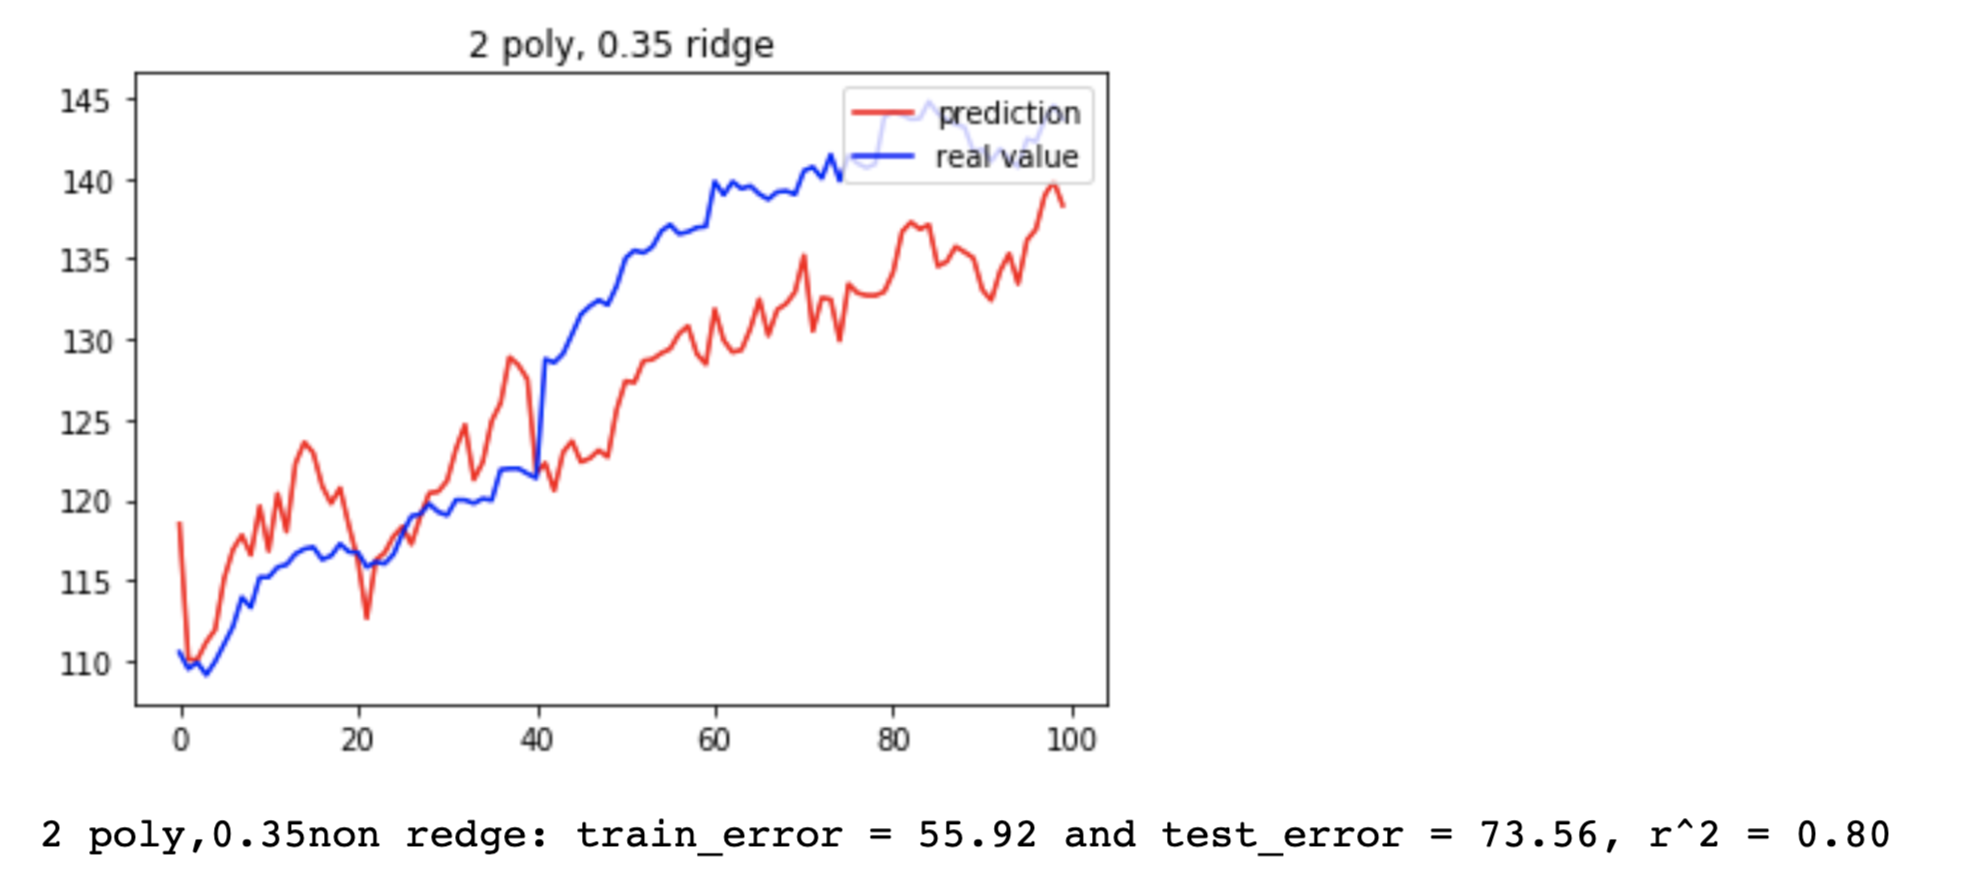 2 poly, 0.35 ridge
145
140
135
130
125
120
115
110
prediction
real value
0 20 40 60 80 100
2 poly,0.35non redge: train_error = 55.92 and test_error = 73.56, r^2 = 0.80